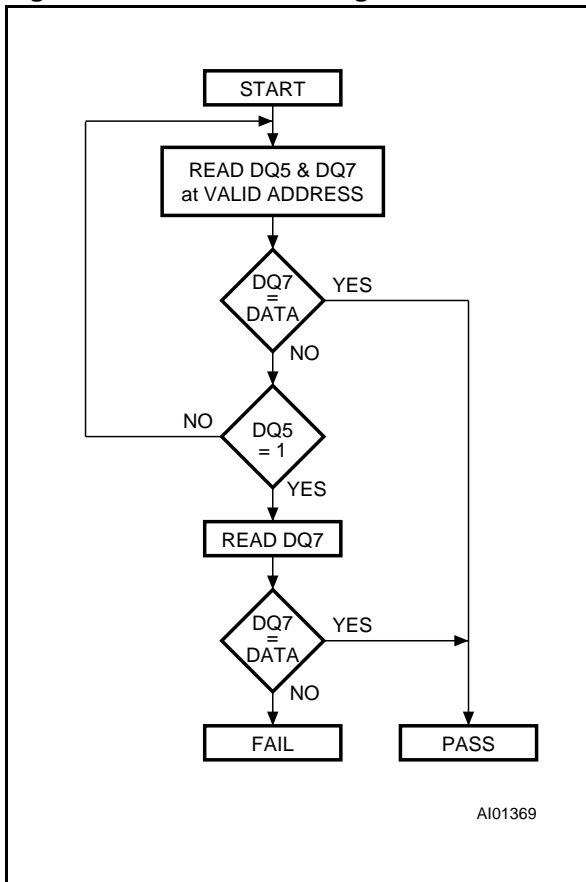 START
READ DQ5 & DQ7
at VALID ADDRESS
DQ7
=
DATA
YES
NO
NO
DQ5
= 1
YES
READ DQ7
DQ7
=
DATA
YES
NO
FAIL
PASS
AI01369